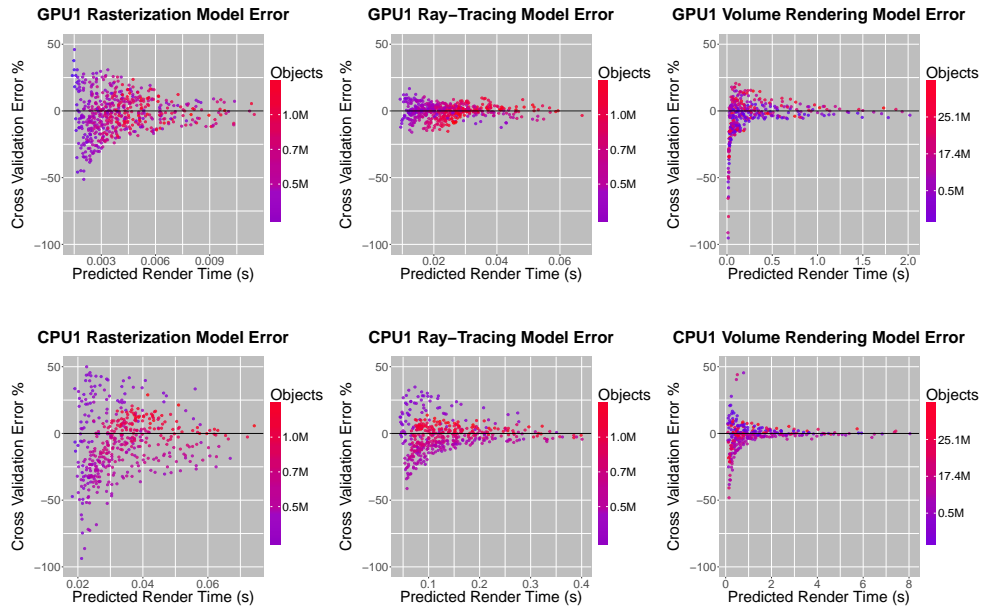 GPU1 Rasterization Model Error
50
0
−50
−100
Cross Validation Error %
0.003
0.006
0.009
Predicted Render Time (s)
Objects
1.0M
0.7M
0.5M
GPU1 Ray−Tracing Model Error
50
0
−50
−100
Cross Validation Error %
0.02
0.04
0.06
Predicted Render Time (s)
Objects
1.0M
0.7M
0.5M
GPU1 Volume Rendering Model Error
50
0
−50
−100
Cross Validation Error %
0.0
0.5
1.0
1.5
2.0
Predicted Render Time (s)
Objects
25.1M
17.4M
0.5M
CPU1 Rasterization Model Error
50
0
−50
−100
Cross Validation Error %
0.02
0.04
0.06
Predicted Render Time (s)
Objects
1.0M
0.7M
0.5M
CPU1 Ray−Tracing Model Error
50
0
−50
−100
Cross Validation Error %
0.1
0.2
0.3
0.4
Predicted Render Time (s)
Objects
1.0M
0.7M
0.5M
CPU1 Volume Rendering Model Error
50
0
−50
−100
Cross Validation Error %
0
2
4
6
8
Predicted Render Time (s)
Objects
25.1M
17.4M
0.5M